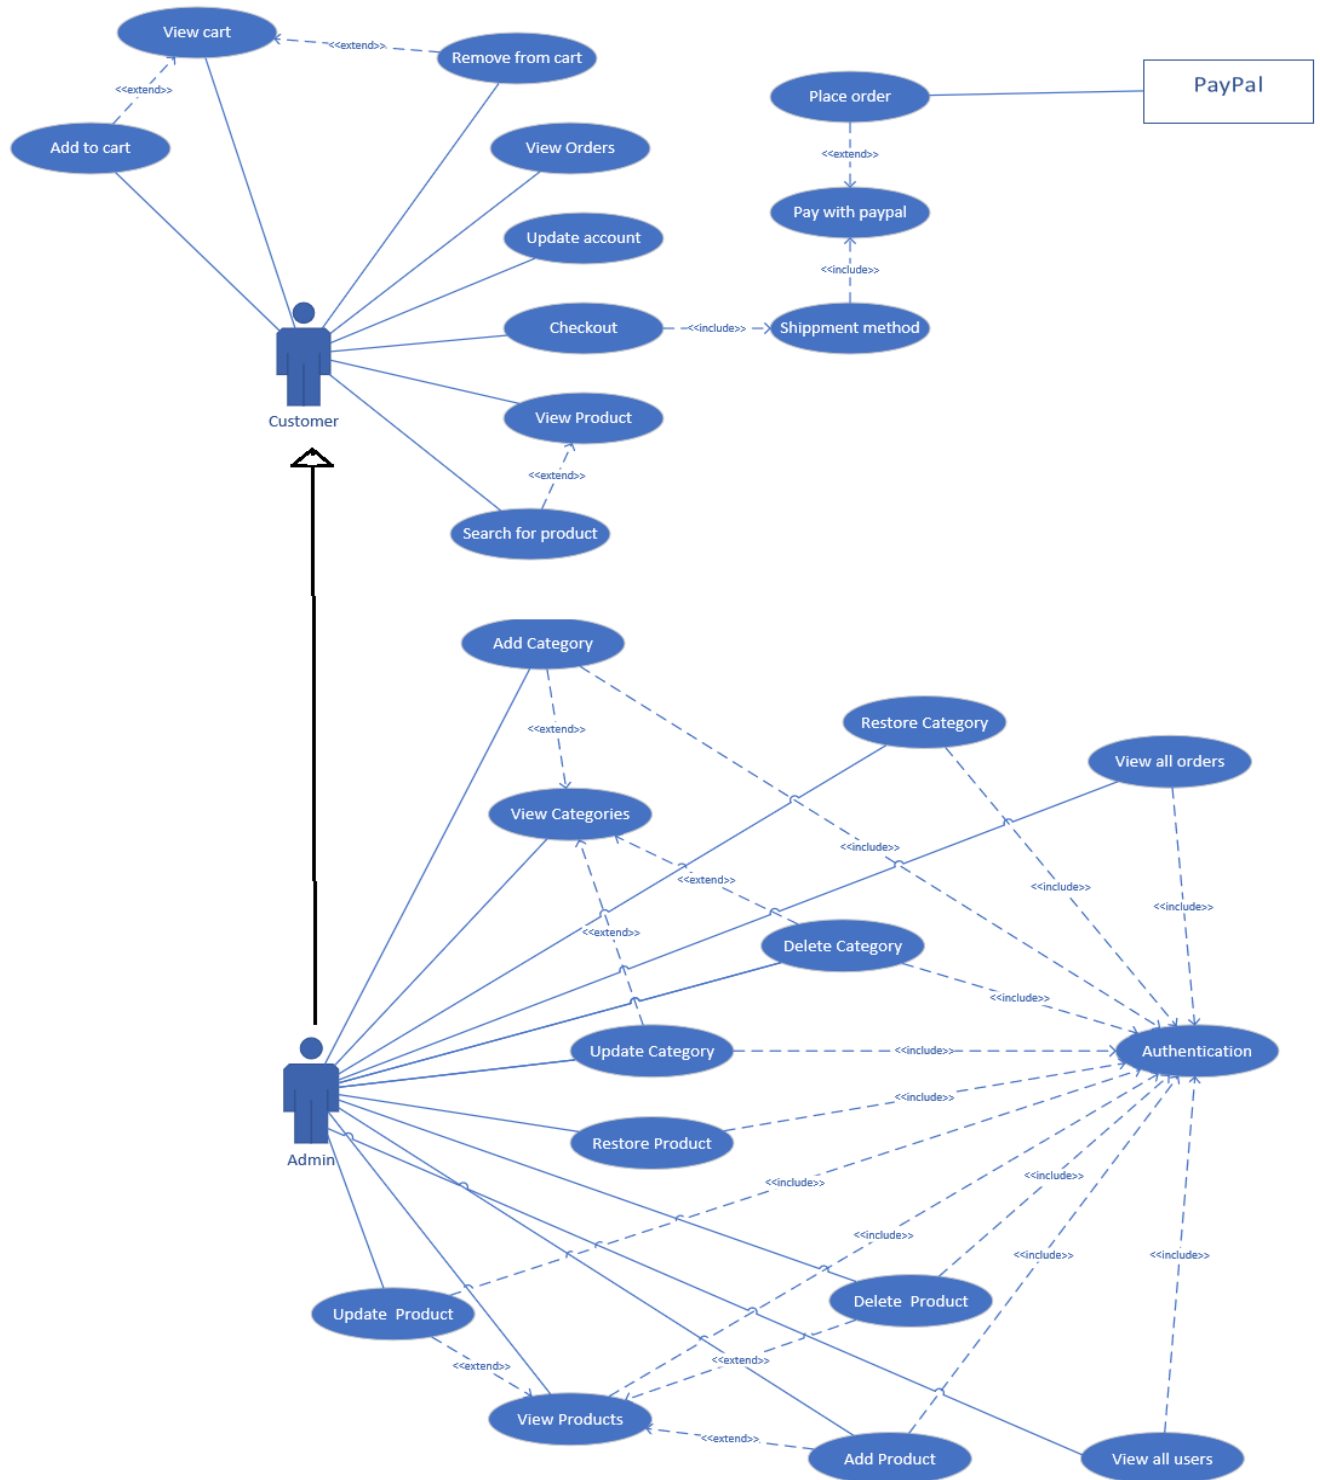 View cart
<<extend>>
Remove from cart
<<extend>>
Add to cart
View Orders
Update account
Checkout
<<include>>
Shippment method
<<include>>
Pay with paypal
<<extend>>
Place order
PayPal
Customer
View Product
<<extend>>
Search for product
Add Category
<<extend>>
Restore Category
View all orders
View Categories
<<include>>
<<extend>>
<<include>>
<<include>>
<<extend>>
Delete Category
<<include>>
Update Category
<<include>>
Authentication
<<include>>
Restore Product
Admin
<<include>>
<<include>>
<<include>>
<<include>>
<<include>>
Update  Product
Delete  Product
<<extend>>
<<extend>>
View Products
<<extend>>
Add Product
View all users